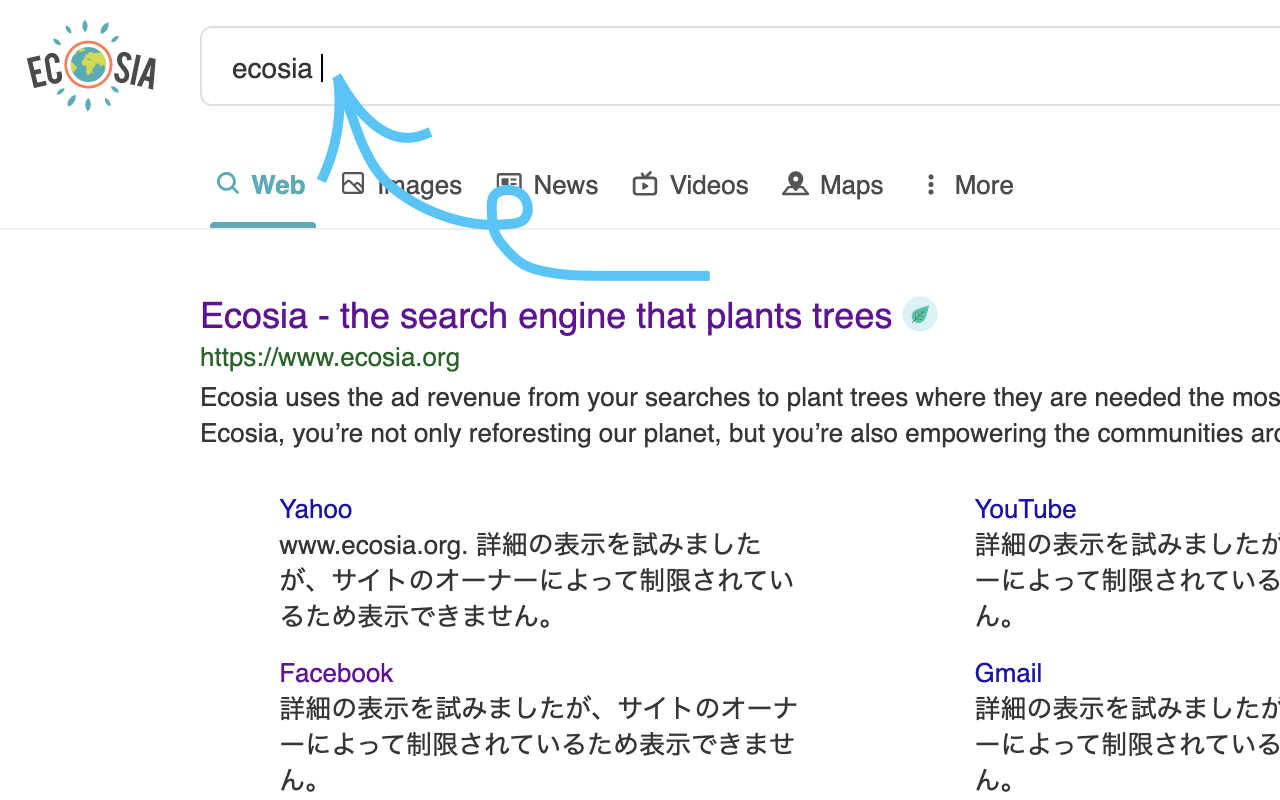 ECOSIA
ecosia
Web Images News Videos Maps More
Ecosia - the search engine that plants trees
https://www.ecosia.org
Ecosia uses the ad revenue from your searches to plant trees where they are needed the mos
Ecosia, you’re not only reforesting our planet, but you’re also empowering the communities
Yahoo
www.ecosia.org. 詳細の表示を試みました
が、サイトのオーナーによって制限されてい
るため表示できません。
YouTube
詳細の表示を試みましたが
ーによって制限されている
ん。
Facebook
詳細の表示を試みましたが、サイトのオーナ
ーによって制限されているため表示できませ
ん。
Gmail
詳細の表示を試みましたが
ーによって制限されている
ん。